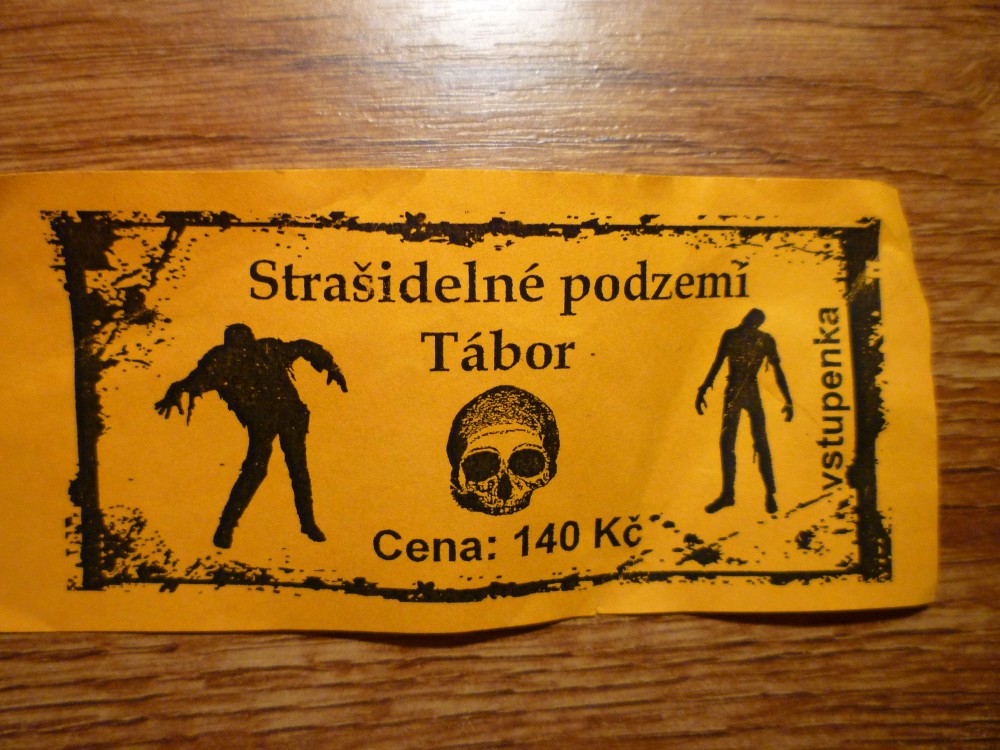 Strašidelné podzemí
Tábor
vstupenka
Cena: 140 Kč